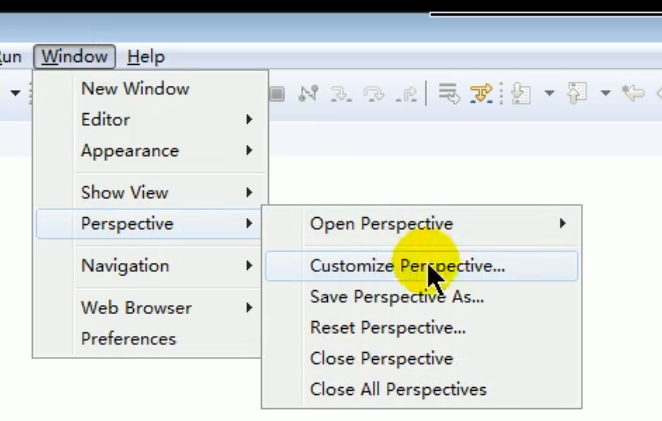 Window Help
New Window
Editor
Appearance
Show View
Perspective
Navigation
Web Browser
Preferences
Open Perspective
Customize Perspective...
Save Perspective As...
Reset Perspective...
Close Perspective
Close All Perspectives